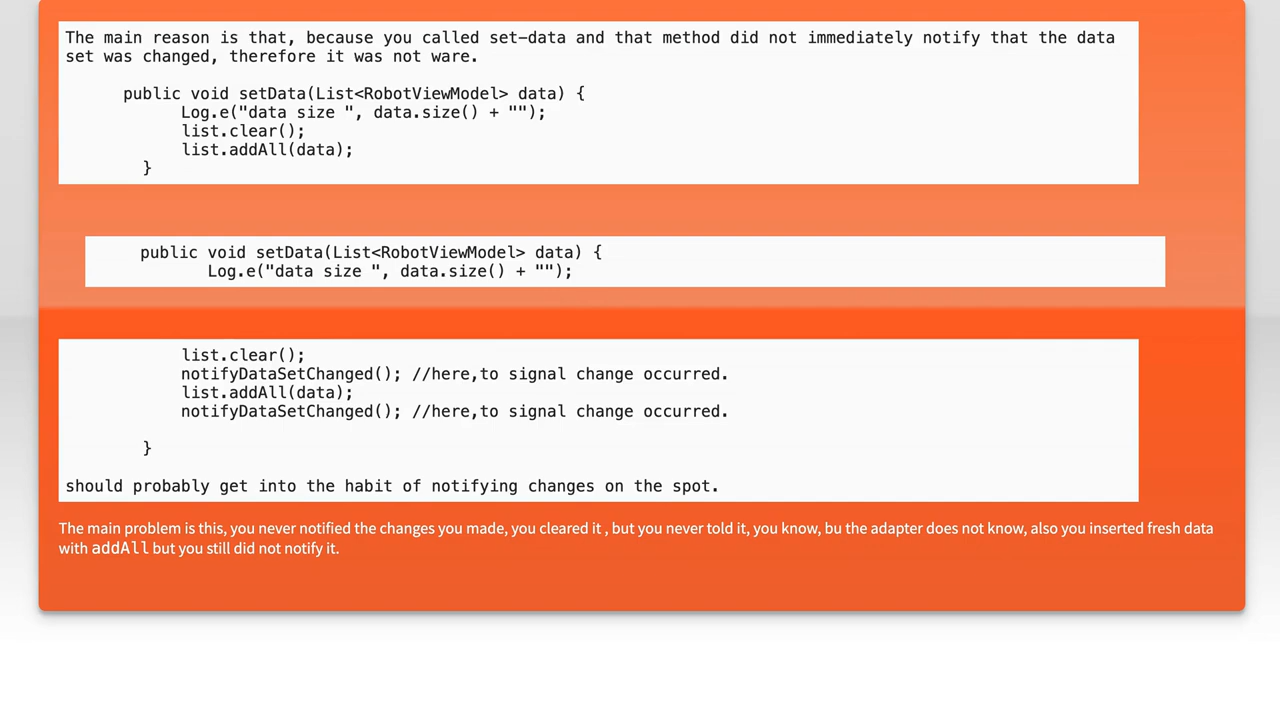 The main reason is that, because you called set-data and that method did not immediately notify that the data
set was changed, therefore it was not ware.
public void setData(List<RobotViewModel> data) {
Log.e("data size ", data.size() + "");
list.clear();
list.addAll(data);
}
public void setData(List<RobotViewModel> data) {
Log.e("data size ", data.size() + "");
list.clear();
notifyDataSetChanged(); //here,to signal change occurred.
list.addAll(data);
notifyDataSetChanged(); //here,to signal change occurred.
}
should probably get into the habit of notifying changes on the spot.
The main problem is this, you never notified the changes you made, you cleared it , but you never told it, you know, bu the adapter does not know, also you inserted fresh data
with addAll but you still did not notify it.